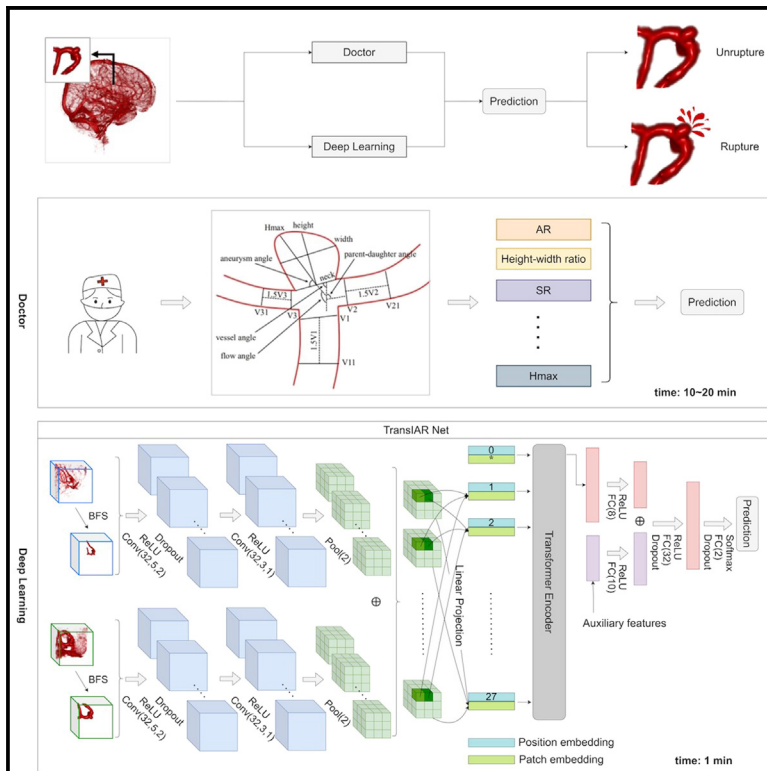 Doctor
Deep Learning
Prediction
Unrupture
Rupture
Doctor
Hmax
height
width
aneurysm angle
neck
parent-daughter angle
1.5V3
1.5V2
V31
V3
V2
V21
V1
vessel angle
flow angle
1.5V1
V11
AR
Height-width ratio
SR
Hmax
Prediction
time: 10~20 min
Deep Learning
TransIAR Net
BFS
Dropout
ReLU
Conv(32,5,2)
ReLU
Conv(32,3,1)
Pool(2)
BFS
Dropout
ReLU
Conv(32,5,2)
ReLU
Conv(32,3,1)
Pool(2)
⊕
Linear Projection
0
*
1
2
27
Transformer Encoder
ReLU
FC(8)
⊕
ReLU
FC(10)
Auxiliary features
ReLU
FC(32)
Dropout
Softmax
FC(2)
Dropout
Prediction
Position embedding
Patch embedding
time: 1 min